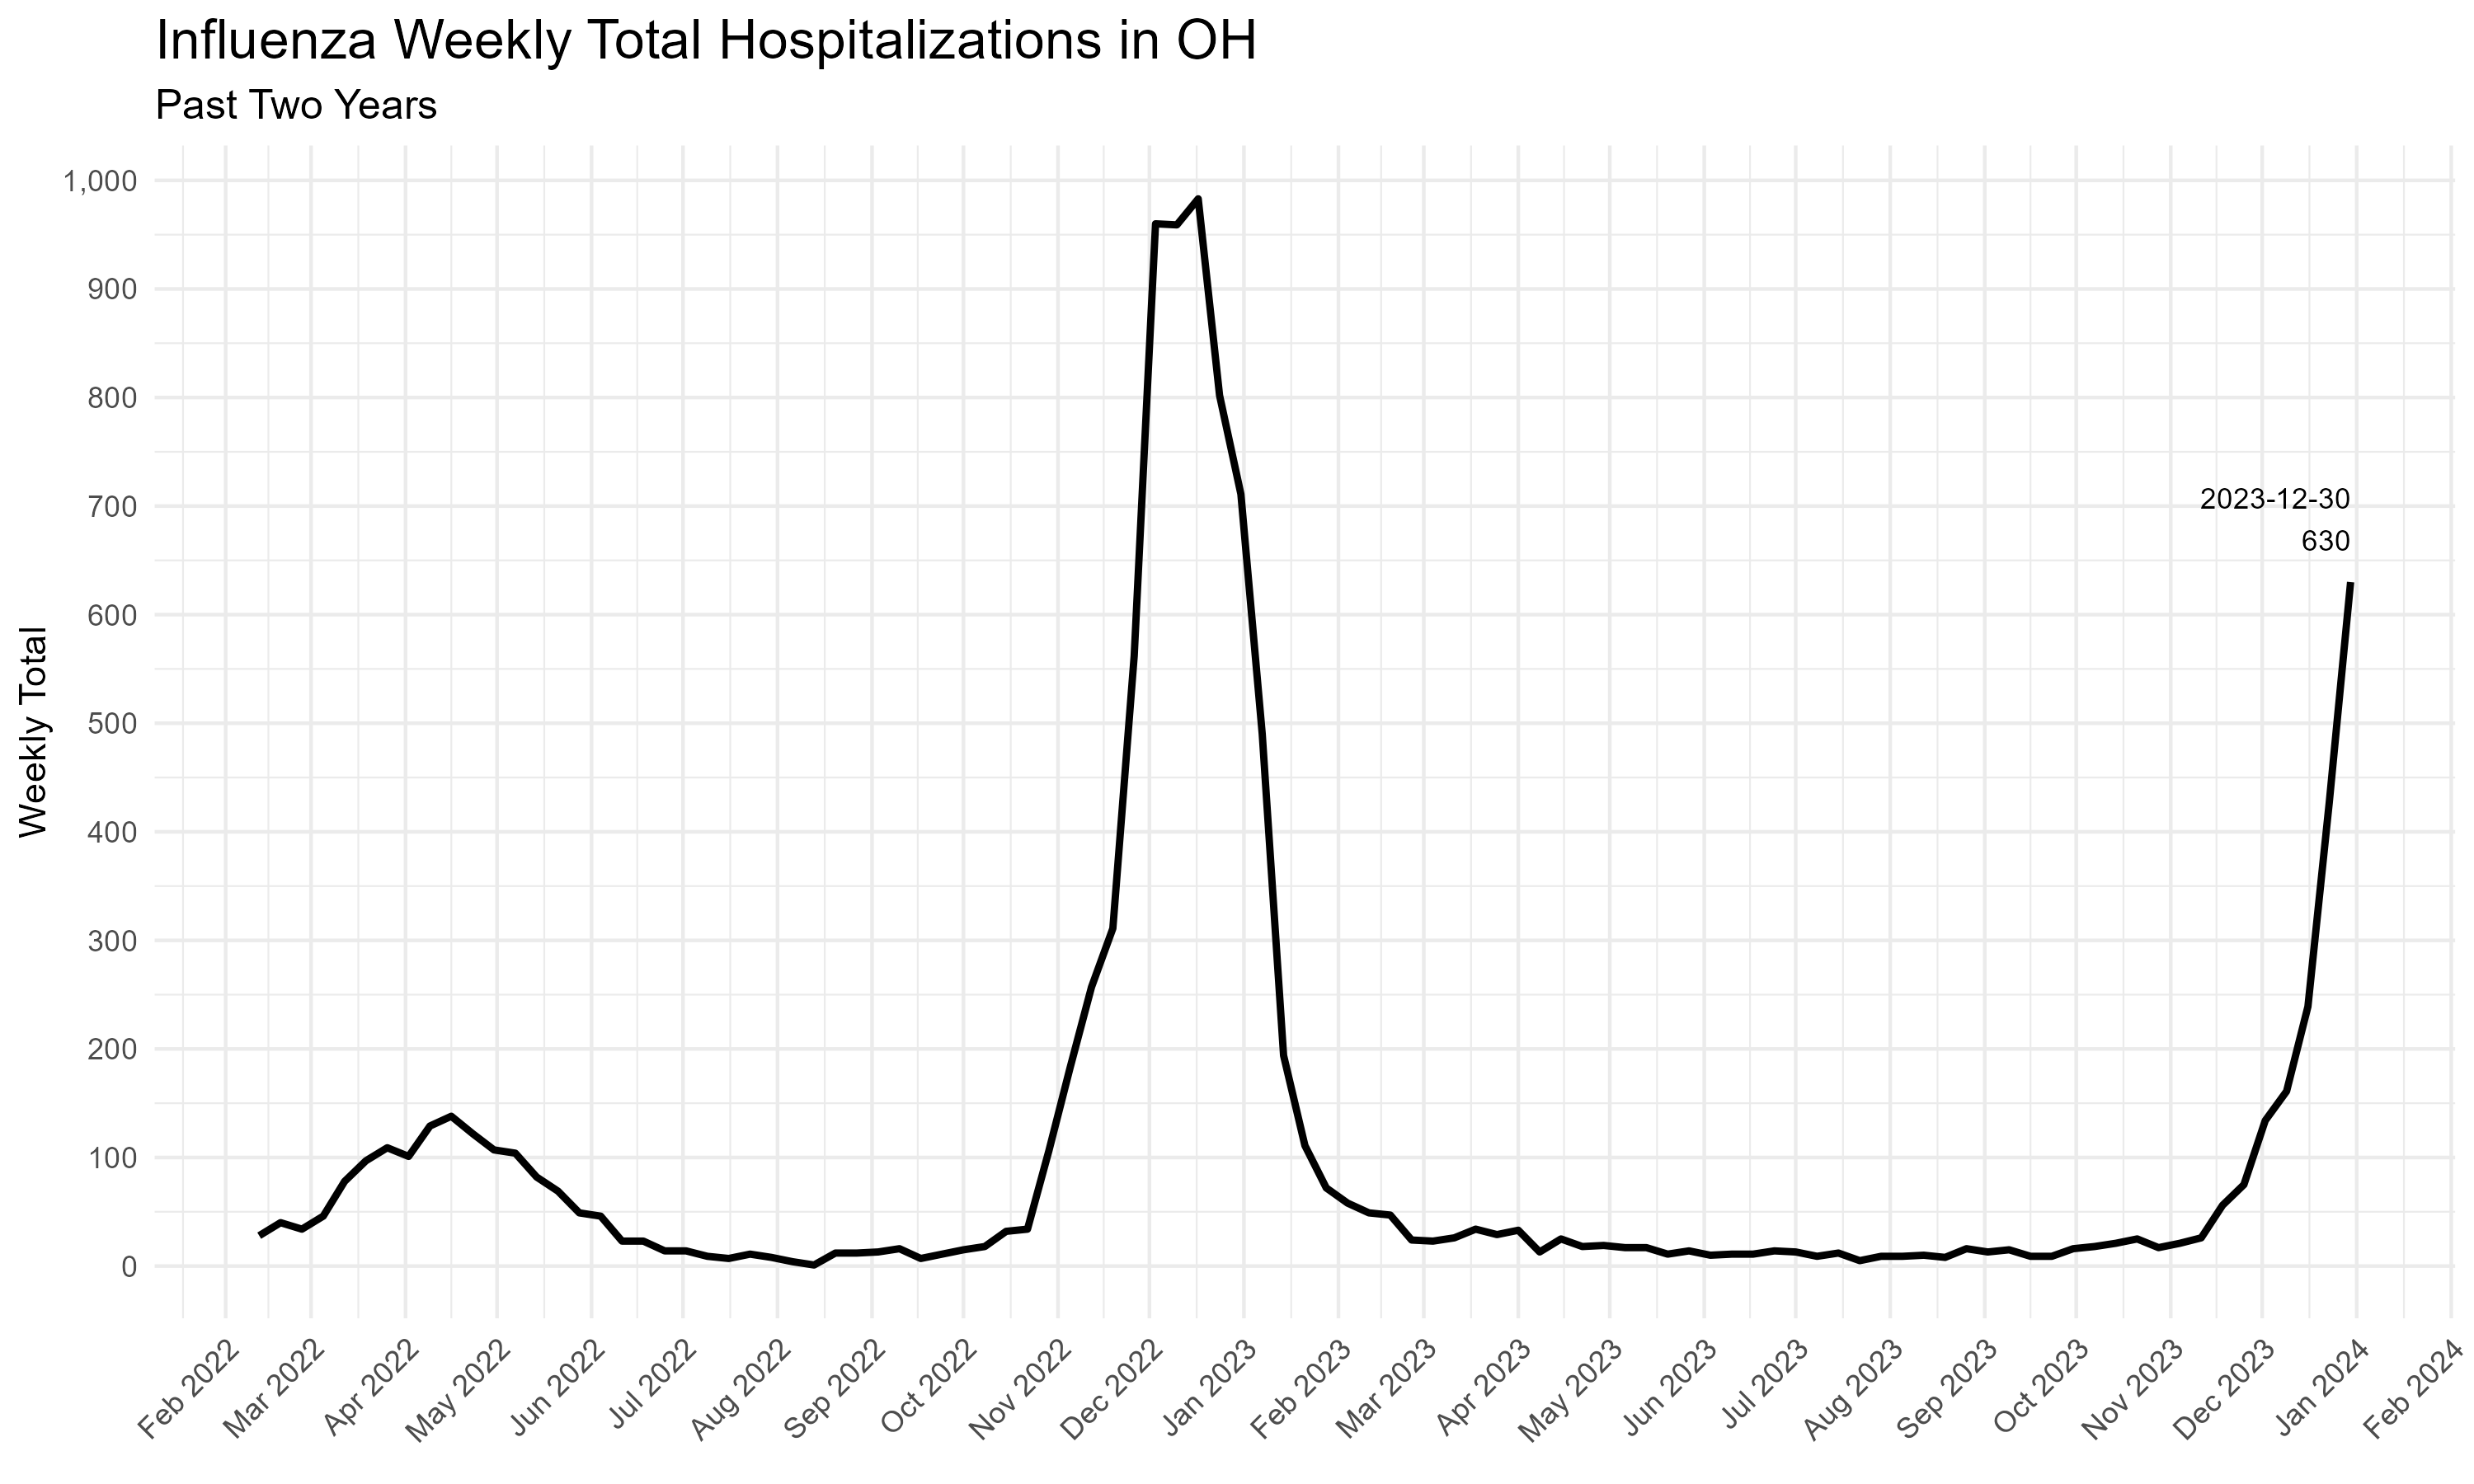 Influenza Weekly Total Hospitalizations in OH
Past Two Years
1,000
900
800
700
600
500
400
300
200
100
0
Weekly Total
2023-12-30
630
Feb 2022
Mar 2022
Apr 2022
May 2022
Jun 2022
Jul 2022
Aug 2022
Sep 2022
Oct 2022
Nov 2022
Dec 2022
Jan 2023
Feb 2023
Mar 2023
Apr 2023
May 2023
Jun 2023
Jul 2023
Aug 2023
Sep 2023
Oct 2023
Nov 2023
Dec 2023
Jan 2024
Feb 2024